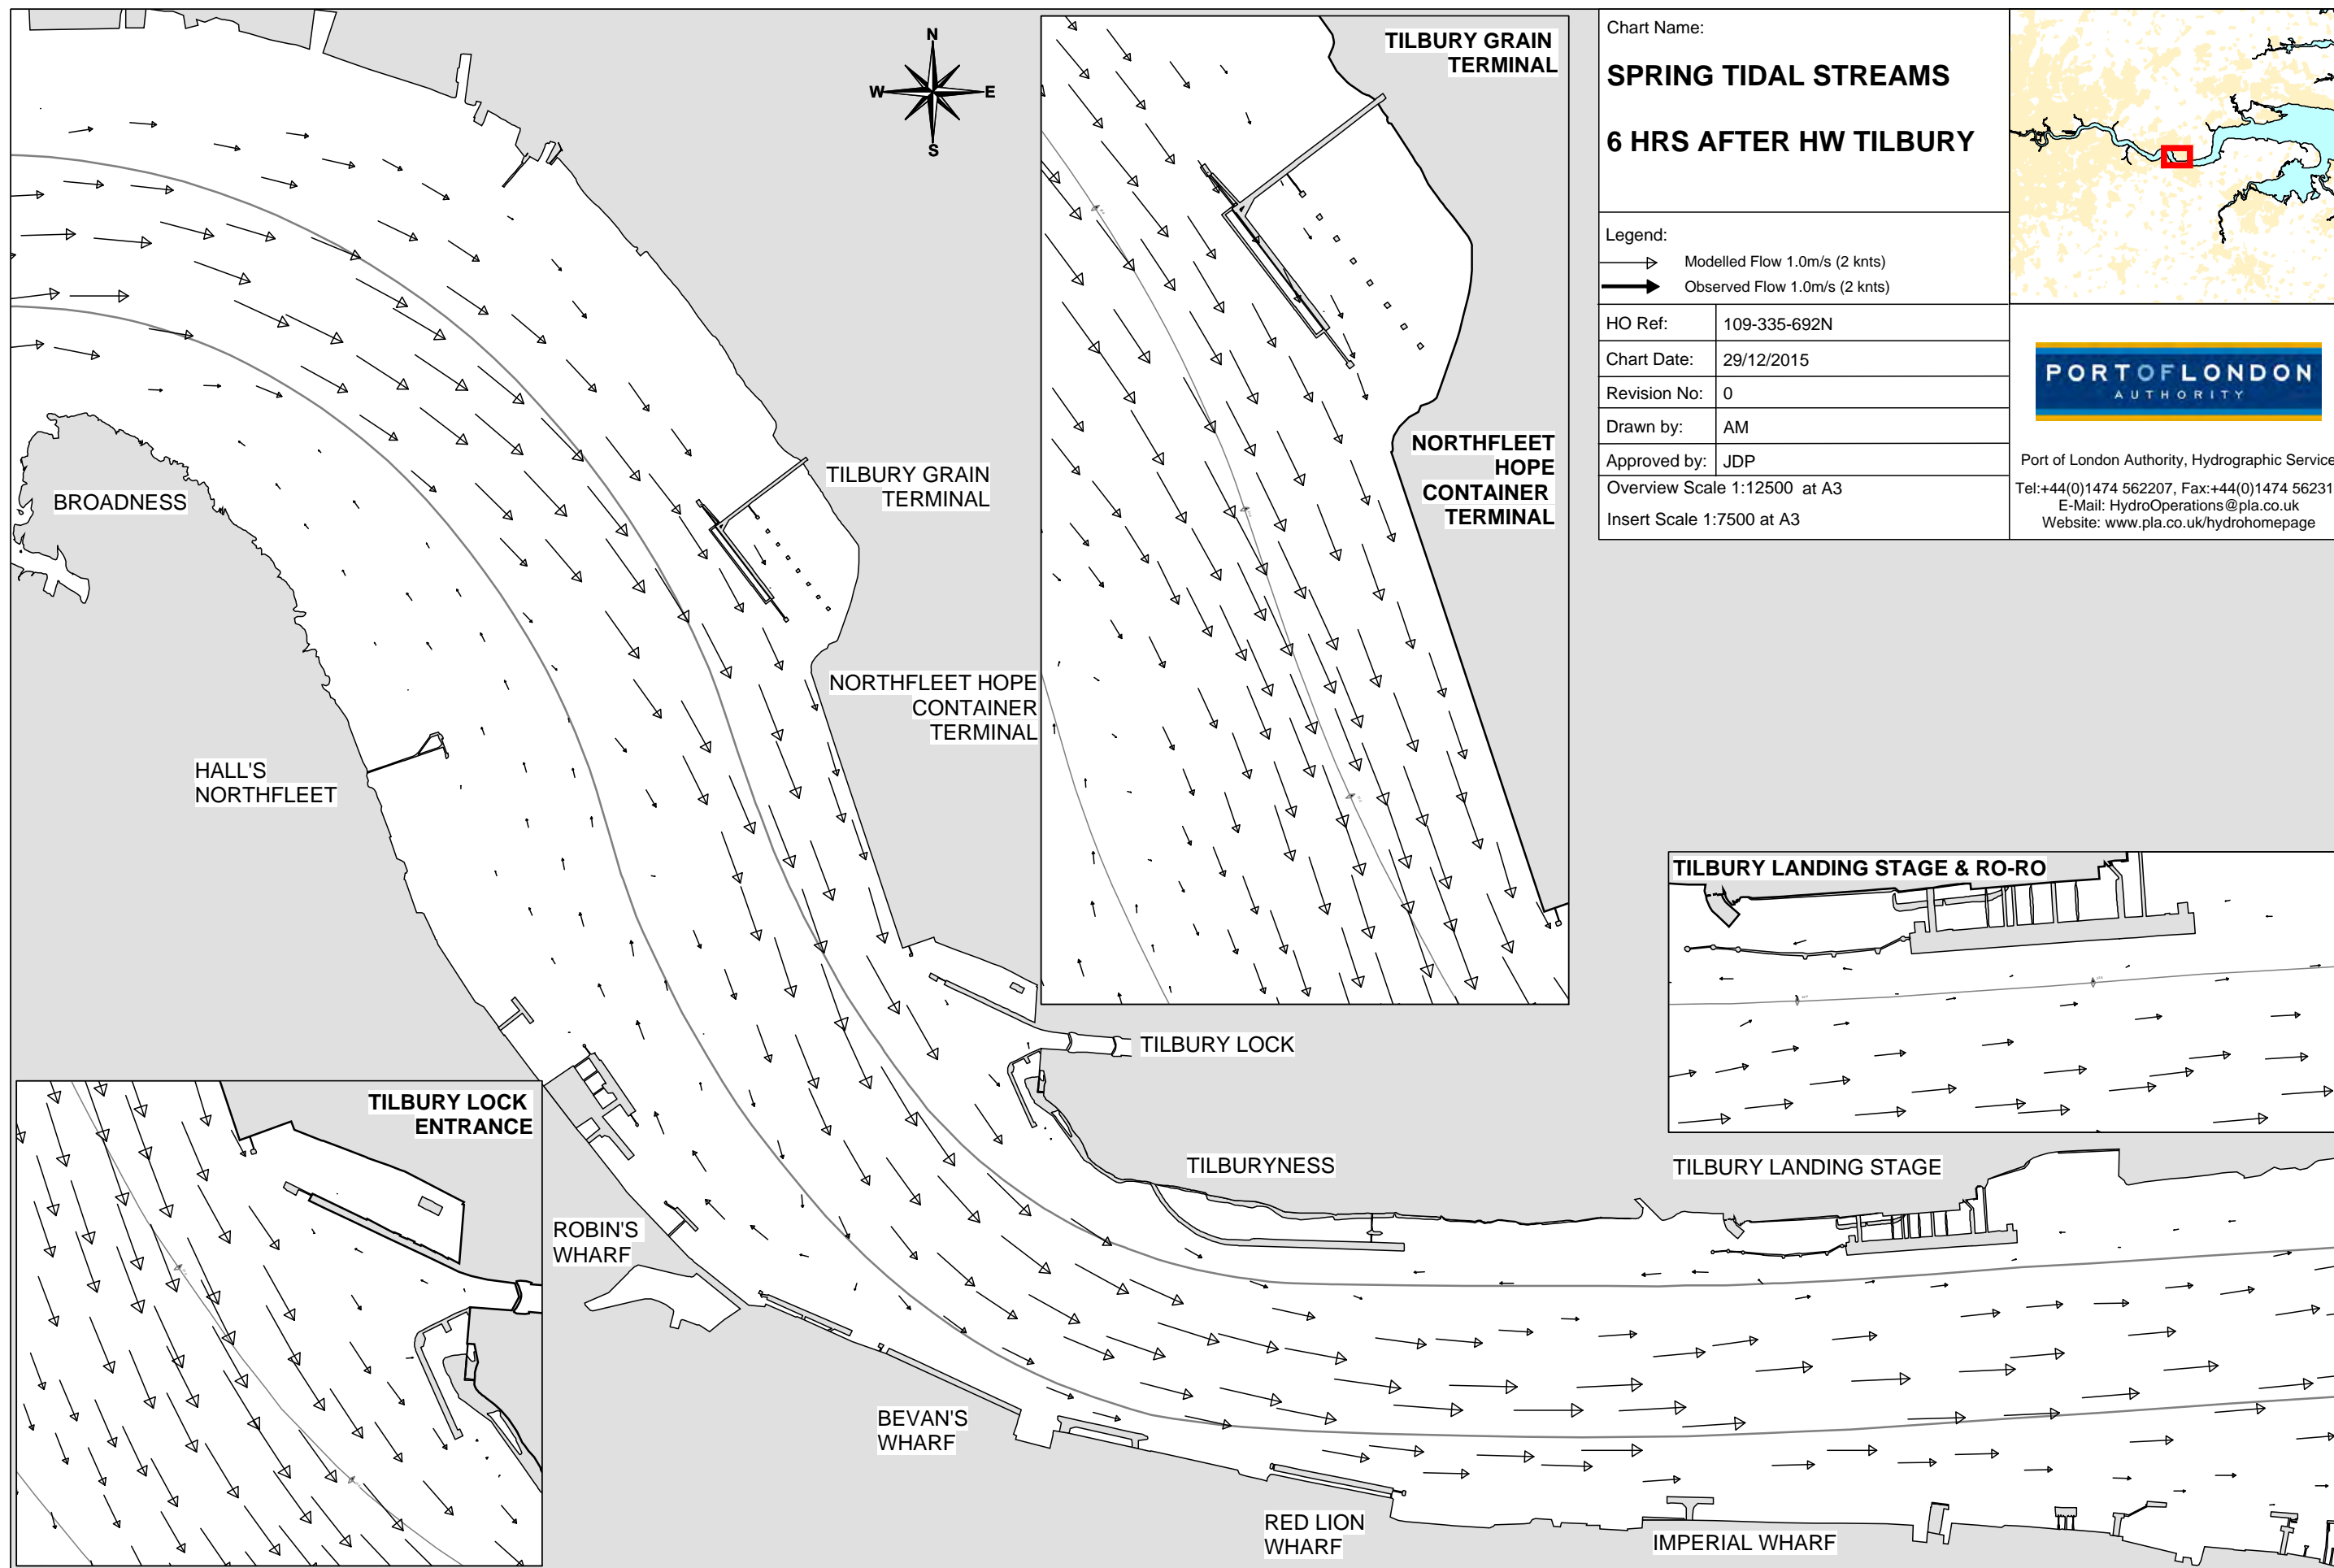 N
W
E
S
TILBURY GRAIN
TERMINAL
NORTHFLEET
HOPE
CONTAINER
TERMINAL
Chart Name:
SPRING TIDAL STREAMS
6 HRS AFTER HW TILBURY
Legend:
Modelled Flow 1.0m/s (2 knts)
Observed Flow 1.0m/s (2 knts)
HO Ref: 109-335-692N
Chart Date: 29/12/2015
Revision No: 0
Drawn by: AM
Approved by: JDP
Overview Scale 1:12500 at A3
Insert Scale 1:7500 at A3
PORT OF LONDON
AUTHORITY
Port of London Authority, Hydrographic Service
Tel:+44(0)1474 562207, Fax:+44(0)1474 56231
E-Mail: HydroOperations@pla.co.uk
Website: www.pla.co.uk/hydrohomepage
BROADNESS
TILBURY GRAIN
TERMINAL
NORTHFLEET HOPE
CONTAINER
TERMINAL
HALL'S
NORTHFLEET
TILBURY LOCK
TILBURY LANDING STAGE & RO-RO
TILBURY LOCK
ENTRANCE
TILBURYNESS
TILBURY LANDING STAGE
ROBIN'S
WHARF
BEVAN'S
WHARF
RED LION
WHARF
IMPERIAL WHARF